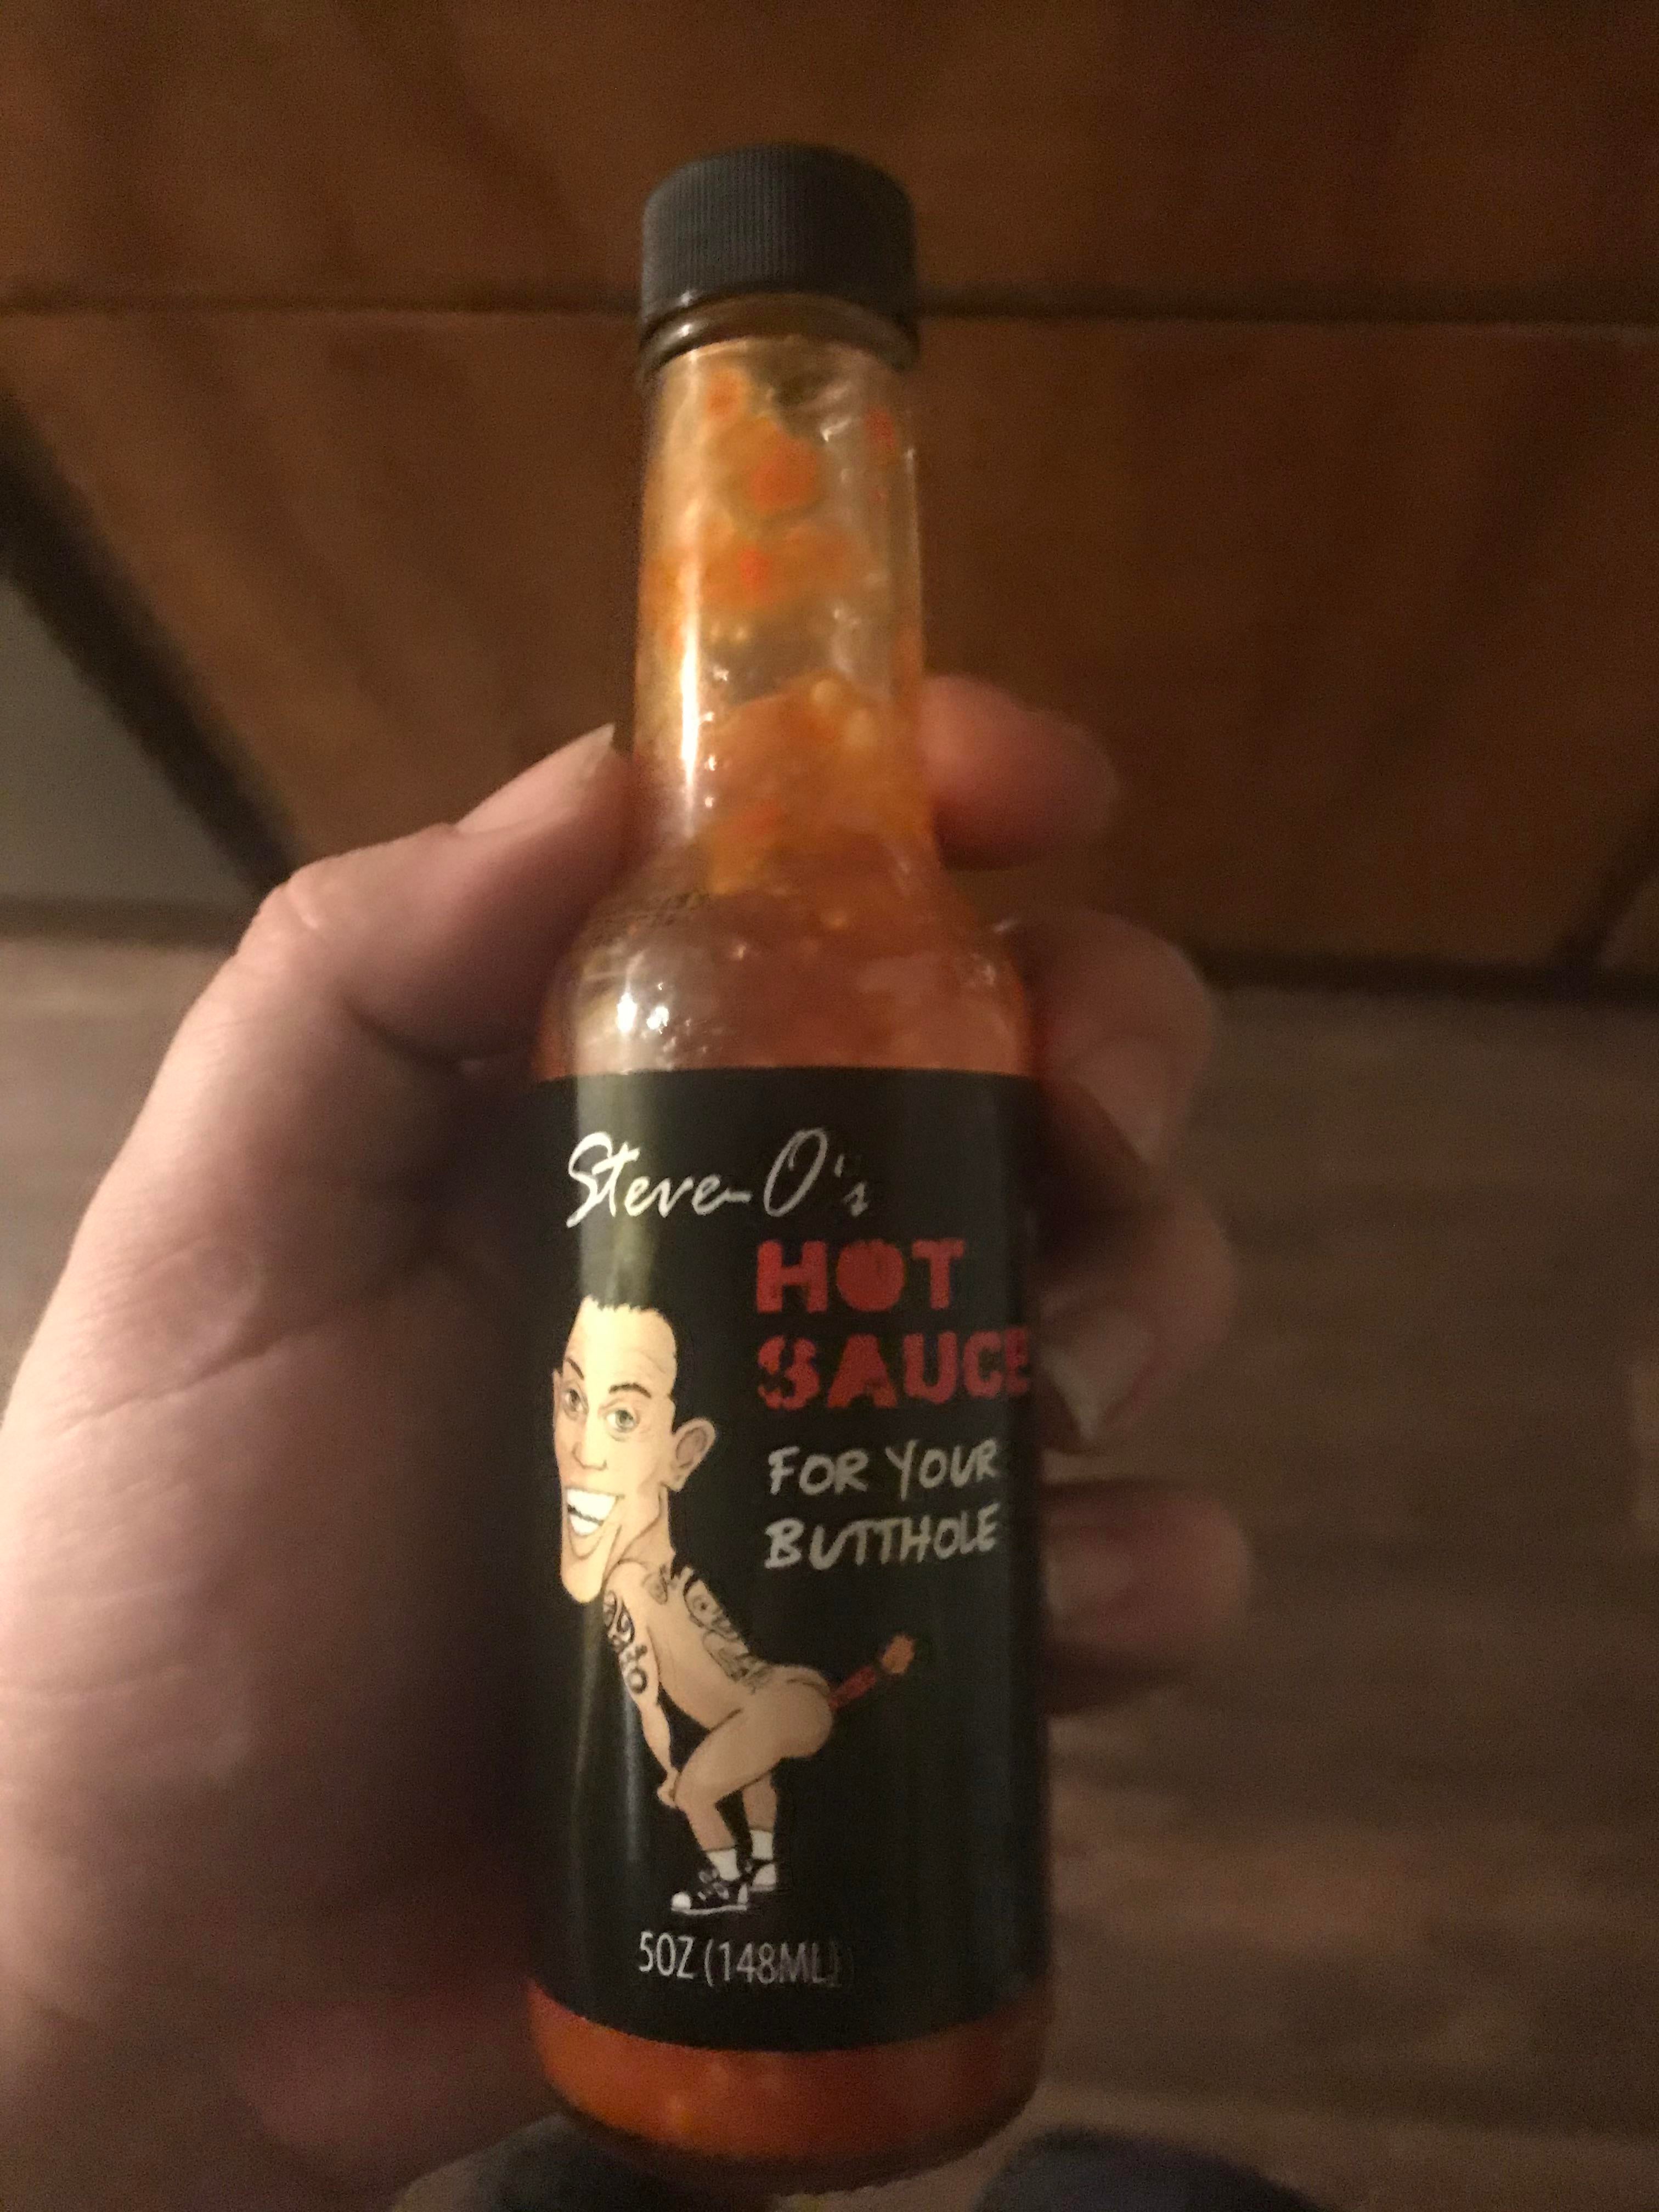 Steve-O's
HOT
SAUCE
FOR YOUR
BUTTHOLE
5OZ (148ML)